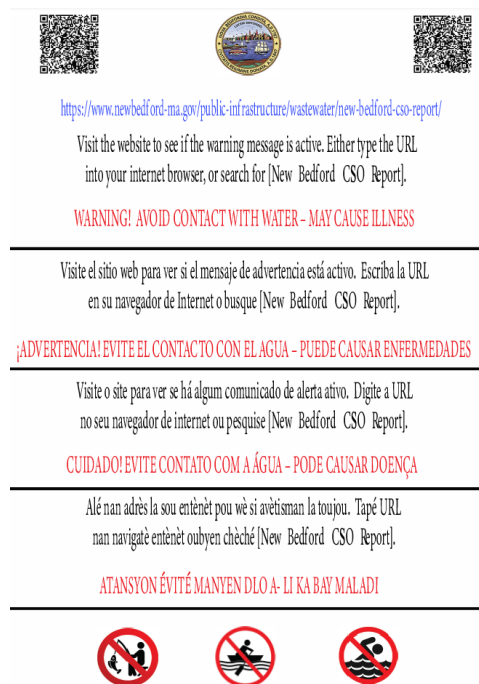 https://www.newbedford-ma.gov/public-infrastructure/wastewater/new-bedford-cso-report/
Visit the website to see if the warning message is active. Either type the URL
into your internet browser, or search for [New Bedford CSO Report].
WARNING! AVOID CONTACT WITH WATER – MAY CAUSE ILLNESS
Visite el sitio web para ver si el mensaje de advertencia está activo. Escriba la URL
en su navegador de Internet o busque [New Bedford CSO Report].
¡ADVERTENCIA! EVITE EL CONTACTO CON EL AGUA – PUEDE CAUSAR ENFERMEDADES
Visite o site para ver se há algum comunicado de alerta ativo. Digite a URL
no seu navegador de internet ou pesquise [New Bedford CSO Report].
CUIDADO! EVITE CONTATO COM A ÁGUA – PODE CAUSAR DOENÇA
Alé nan adrès la sou entènèt pou wè si avètisman la toujou. Tapé URL
nan navigatè entènèt oubyen chèché [New Bedford CSO Report].
ATANSYON ÉVITÉ MANYEN DLO A- LI KA BAY MALADI